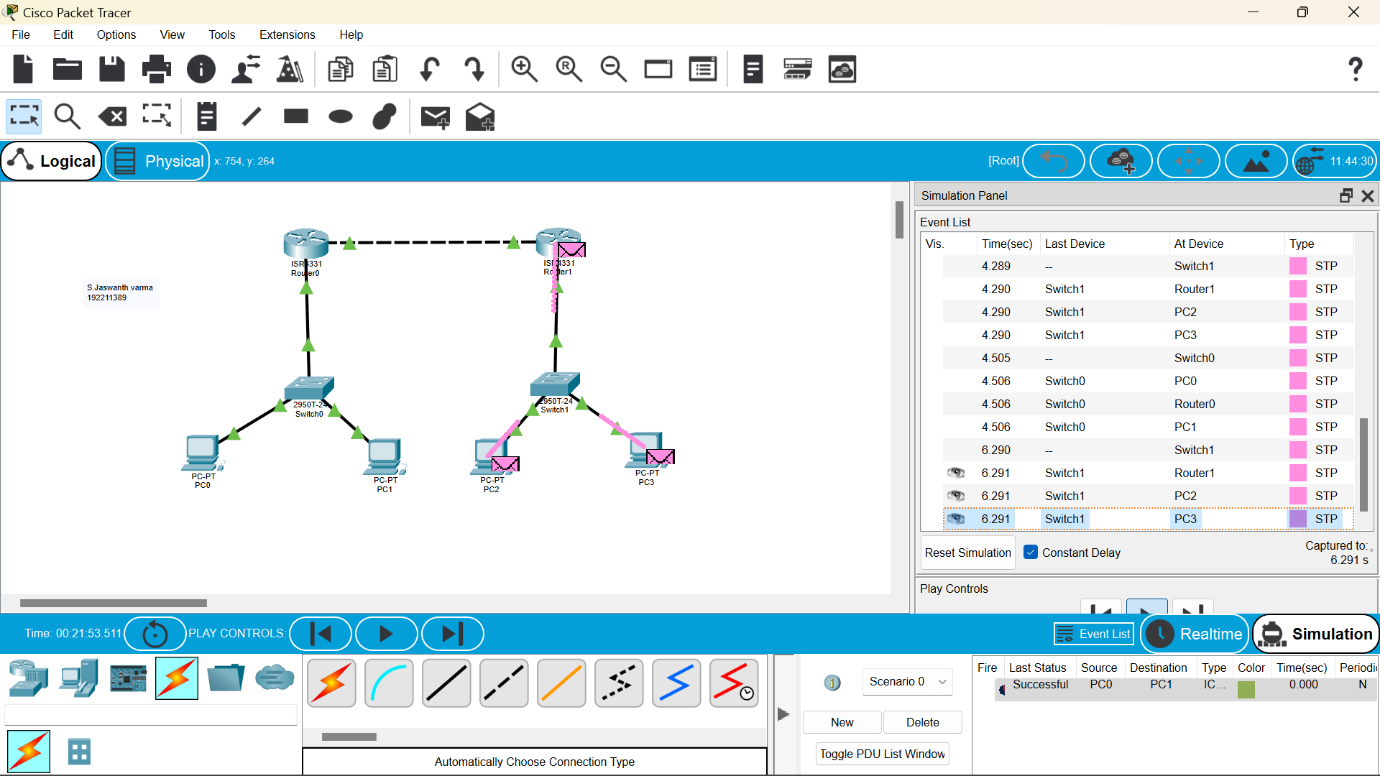 Cisco Packet Tracer
File Edit Options View Tools Extensions Help
Logical Physical x: 754, y: 264 [Root] 11:44:30
Simulation Panel
Event List
Vis. Time(sec) Last Device At Device Type
4.289 -- Switch1 STP
4.290 Switch1 Router1 STP
4.290 Switch1 PC2 STP
4.290 Switch1 PC3 STP
4.505 -- Switch0 STP
4.506 Switch0 PC0 STP
4.506 Switch0 Router0 STP
4.506 Switch0 PC1 STP
6.290 -- Switch1 STP
6.291 Switch1 Router1 STP
6.291 Switch1 PC2 STP
6.291 Switch1 PC3 STP
Reset Simulation Constant Delay Captured to:
6.291 s
Play Controls
S.Jaswanth varma
192211389
Router0
2950T-24
Switch0
Switch1
PC-PT
PC0
PC-PT
PC1
PC-PT
PC2
PC-PT
PC3
Time: 00:21:53.511 PLAY CONTROLS: Event List Realtime Simulation
Scenario 0
New Delete
Toggle PDU List Window
Automatically Choose Connection Type
Fire Last Status Source Destination Type Color Time(sec) Periodi
Successful PC0 PC1 IC... 0.000 N